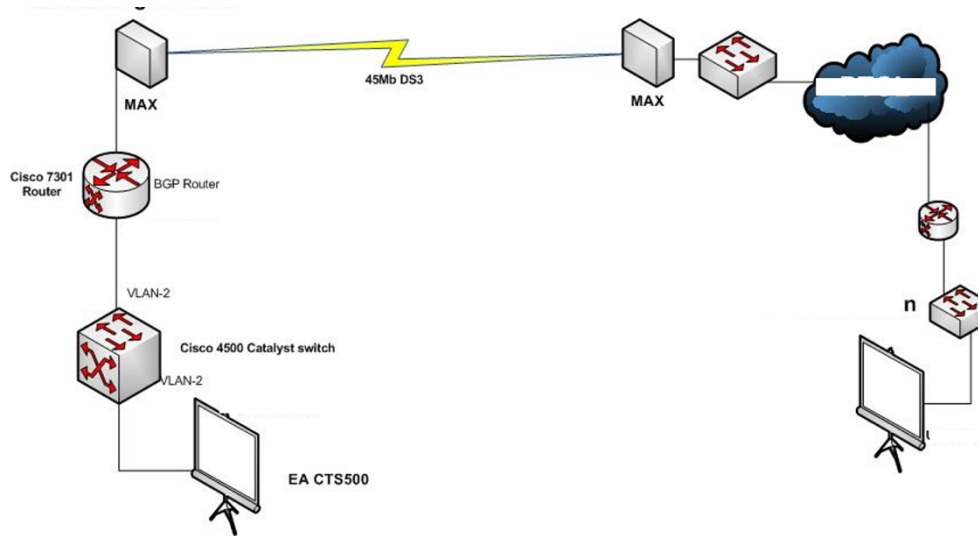 MAX
45Mb DS3
MAX
Cisco 7301
Router
BGP Router
VLAN-2
n
Cisco 4500 Catalyst switch
VLAN-2
EA CTS500